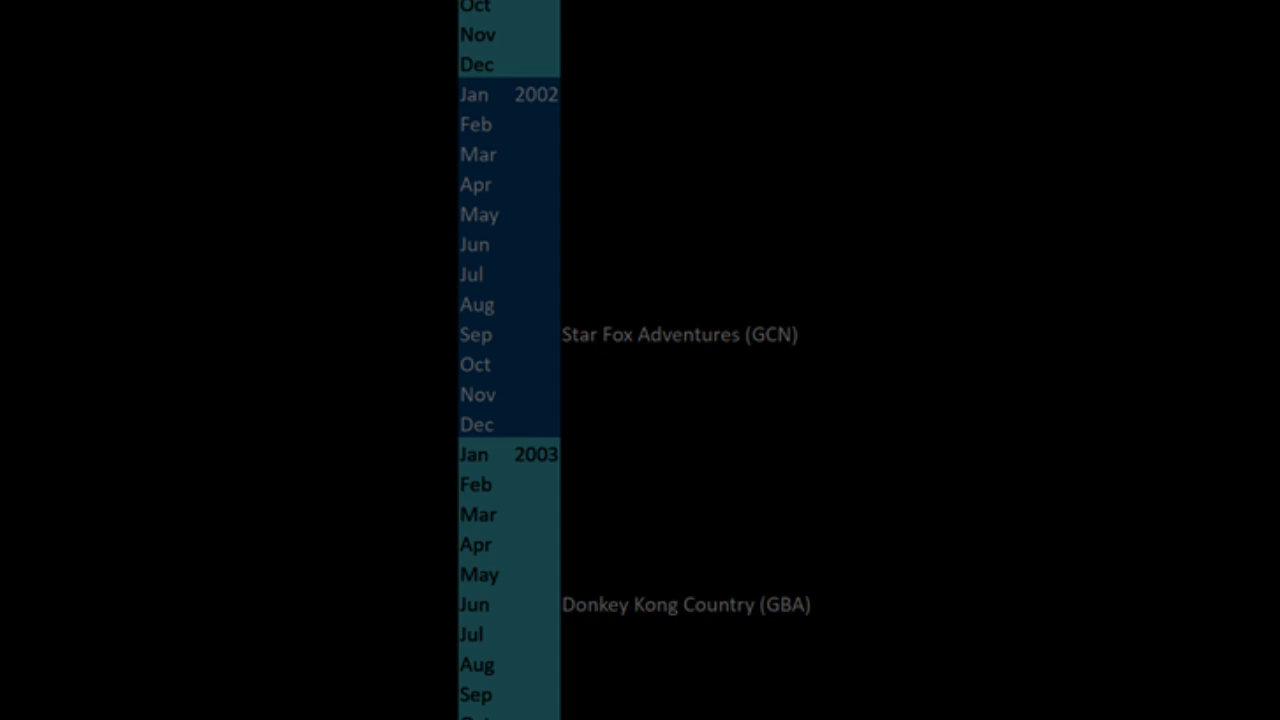 Oct
Nov
Dec
Jan 2002
Feb
Mar
Apr
May
Jun
Jul
Aug
Sep Star Fox Adventures (GCN)
Oct
Nov
Dec
Jan 2003
Feb
Mar
Apr
May
Jun Donkey Kong Country (GBA)
Jul
Aug
Sep